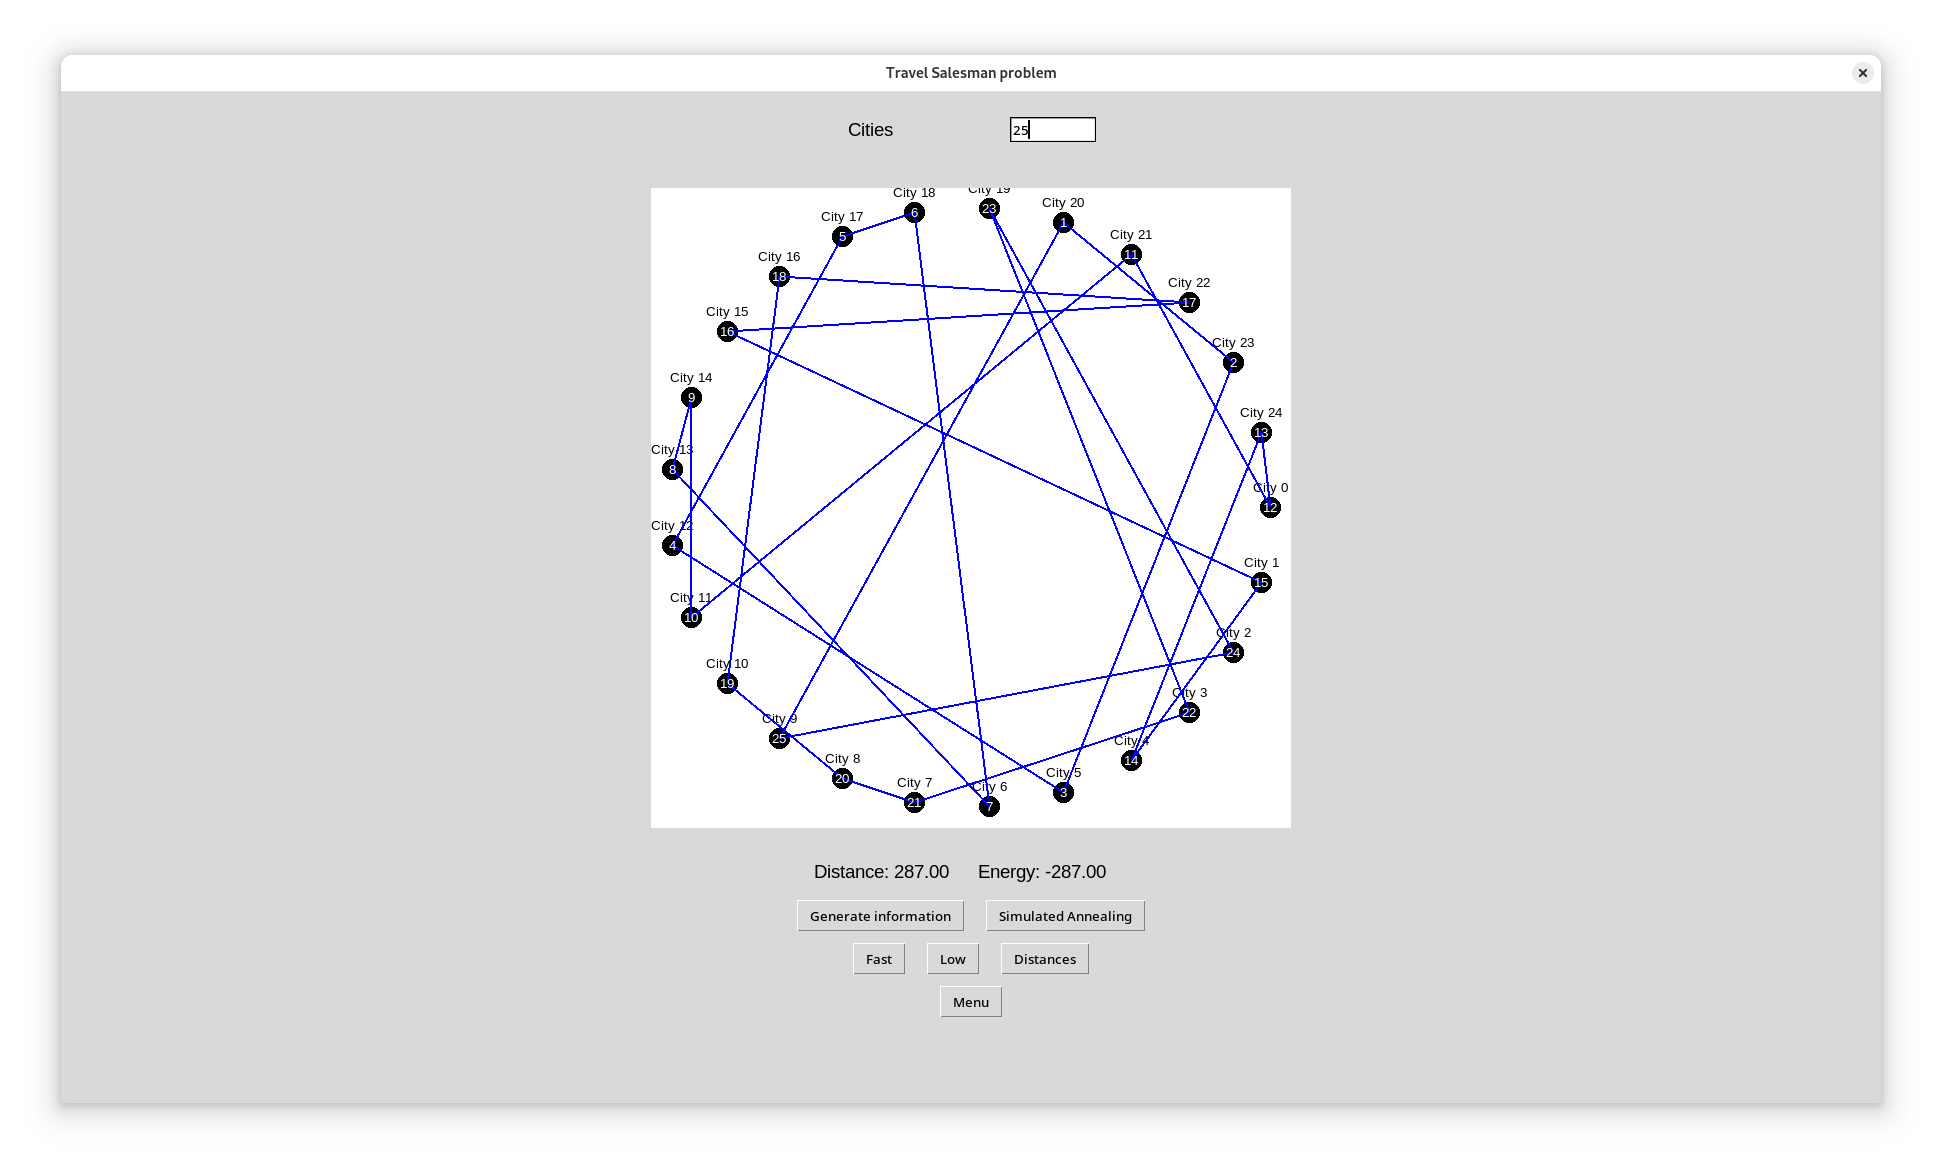 Travel Salesman problem
Cities 25
City 18
City 19
City 20
6
23
1
City 17
5
City 21
11
City 16
18
City 22
17
City 15
16
City 23
2
City 14
9
City 24
13
City 13
8
City 0
12
City 12
4
City 1
15
City 11
10
City 2
24
City 10
19
City 3
22
City 9
25
City 4
14
City 8
20
City 5
3
City 7
21
City 6
7
Distance: 287.00 Energy: -287.00
Generate information Simulated Annealing
Fast Low Distances
Menu